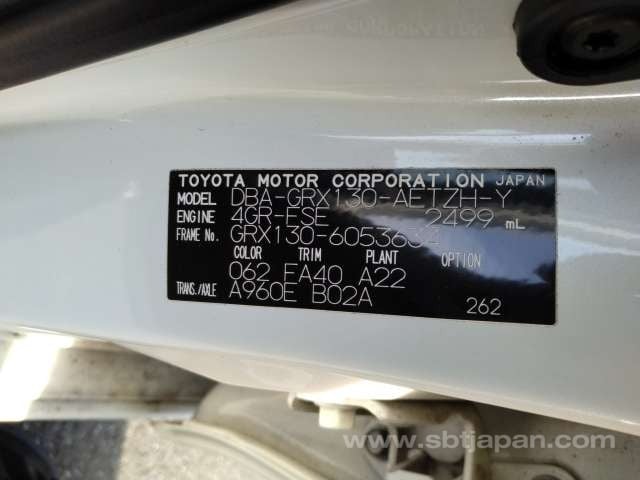 TOYOTA MOTOR CORPORATION JAPAN
MODEL DBA-GRX130-AETZH-Y
ENGINE 4GR-FSE 2499 mL
FRAME No. GRX130-6053634
COLOR TRIM PLANT OPTION
062 FA40 A22
TRANS./AXLE A960E B02A
262
www.sbtjapan.com